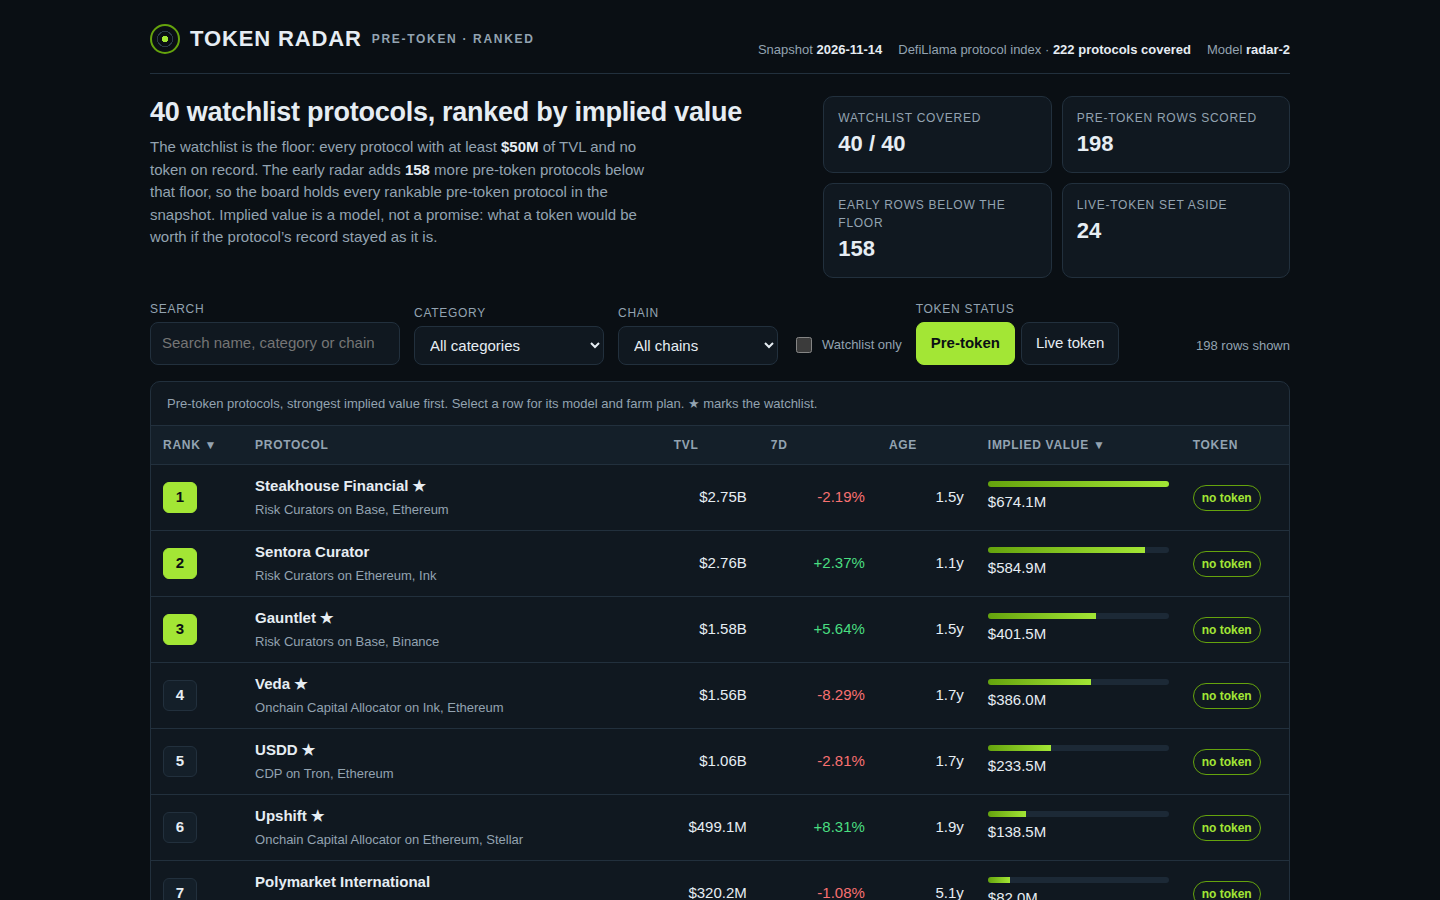 TOKEN RADAR PRE-TOKEN · RANKED
Snapshot 2026-11-14 DefiLlama protocol index · 222 protocols covered Model radar-2
40 watchlist protocols, ranked by implied value
The watchlist is the floor: every protocol with at least $50M of TVL and no
token on record. The early radar adds 158 more pre-token protocols below
that floor, so the board holds every rankable pre-token protocol in the
snapshot. Implied value is a model, not a promise: what a token would be
worth if the protocol’s record stayed as it is.
WATCHLIST COVERED
40 / 40
PRE-TOKEN ROWS SCORED
198
EARLY ROWS BELOW THE
FLOOR
158
LIVE-TOKEN SET ASIDE
24
SEARCH
Search name, category or chain
CATEGORY
All categories
CHAIN
All chains
Watchlist only
TOKEN STATUS
Pre-token Live token
198 rows shown
Pre-token protocols, strongest implied value first. Select a row for its model and farm plan. ★ marks the watchlist.
RANK ▼ PROTOCOL TVL 7D AGE IMPLIED VALUE ▼ TOKEN
1 Steakhouse Financial ★ $2.75B -2.19% 1.5y $674.1M no token
Risk Curators on Base, Ethereum
2 Sentora Curator $2.76B +2.37% 1.1y $584.9M no token
Risk Curators on Ethereum, Ink
3 Gauntlet ★ $1.58B +5.64% 1.5y $401.5M no token
Risk Curators on Base, Binance
4 Veda ★ $1.56B -8.29% 1.7y $386.0M no token
Onchain Capital Allocator on Ink, Ethereum
5 USDD ★ $1.06B -2.81% 1.7y $233.5M no token
CDP on Tron, Ethereum
6 Upshift ★ $499.1M +8.31% 1.9y $138.5M no token
Onchain Capital Allocator on Ethereum, Stellar
7 Polymarket International $320.2M -1.08% 5.1y $82.0M no token